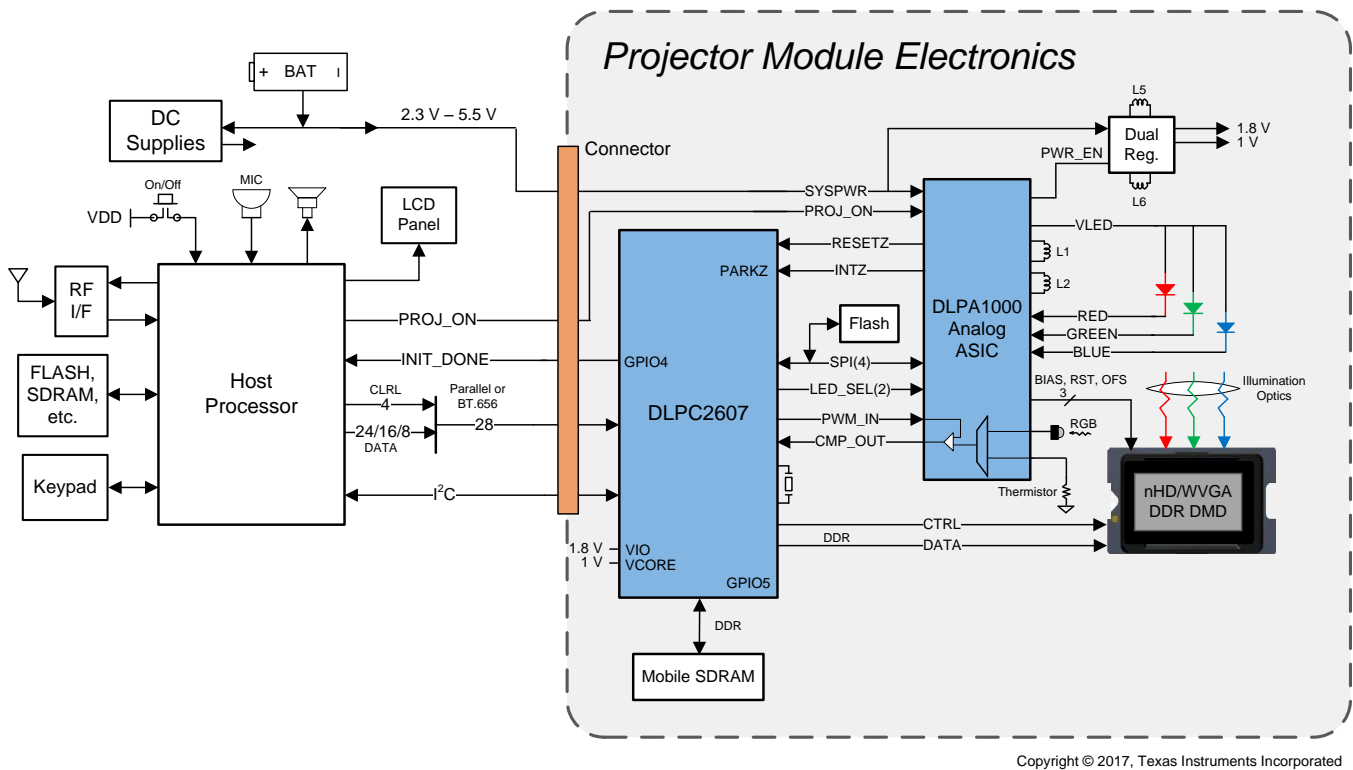 Projector Module Electronics
+ BAT
DC
Supplies
2.3 V – 5.5 V
Connector
L5
Dual
Reg.
L6
1.8 V
1 V
PWR_EN
On/Off
VDD
MIC
LCD
Panel
SYSPWR
PROJ_ON
VLED
RESETZ
PARKZ
INTZ
L1
L2
RF
I/F
PROJ_ON
INIT_DONE
GPIO4
Flash
DLPA1000
Analog
ASIC
RED
GREEN
BLUE
SPI(4)
FLASH,
SDRAM,
etc.
Host
Processor
CLRL
4
24/16/8
DATA
Parallel or
BT.656
28
DLPC2607
LED_SEL(2)
PWM_IN
CMP_OUT
BIAS, RST, OFS
3
Illumination
Optics
RGB
Thermistor
Keypad
I²C
nHD/WVGA
DDR DMD
CTRL
DDR
DATA
1.8 V
VIO
1 V
VCORE
GPIO5
DDR
Mobile SDRAM
Copyright © 2017, Texas Instruments Incorporated